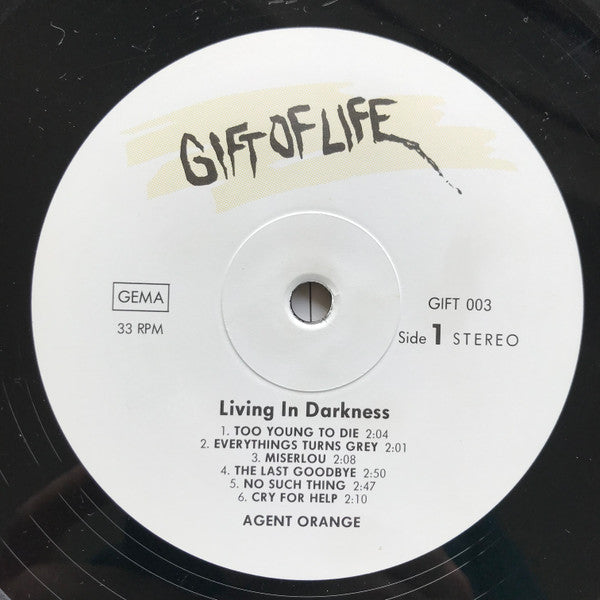 GIFT OF LIFE
GEMA
33 RPM
GIFT 003
Side 1 STEREO
Living In Darkness
1. TOO YOUNG TO DIE 2:04
2. EVERYTHINGS TURNS GREY 2:01
3. MISERLOU 2:08
4. THE LAST GOODBYE 2:50
5. NO SUCH THING 2:47
6. CRY FOR HELP 2:10
AGENT ORANGE